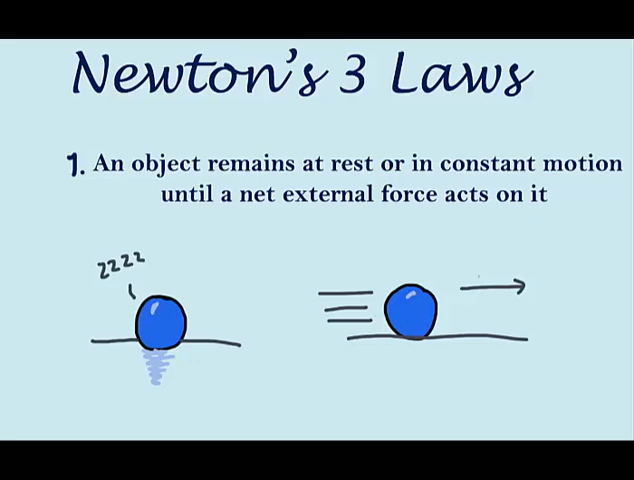 Newton's 3 Laws
1. An object remains at rest or in constant motion
until a net external force acts on it
zzzz